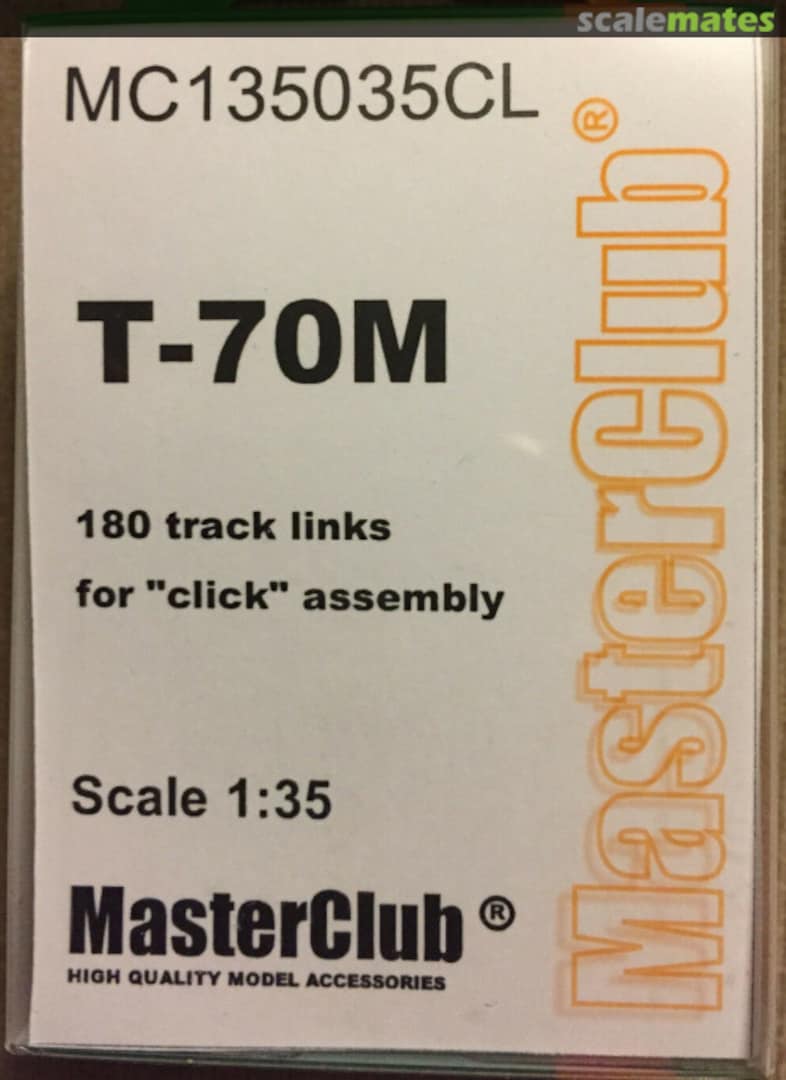 scalemates
MC135035CL
T-70M
180 track links
for "click" assembly
Scale 1:35
MasterClub ®
HIGH QUALITY MODEL ACCESSORIES
MasterClub®